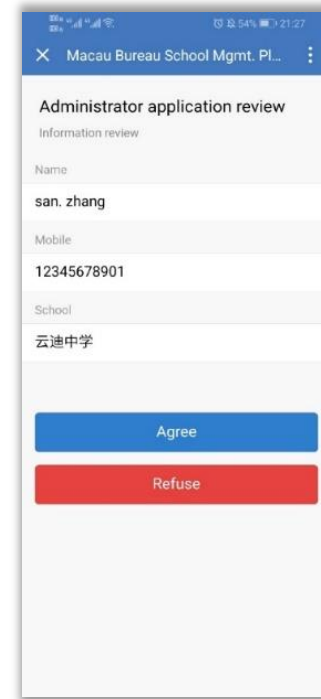 54% 21:27
Macau Bureau School Mgmt. Pl...
Administrator application review
Information review
Name
san. zhang
Mobile
12345678901
School
云迪中学
Agree
Refuse